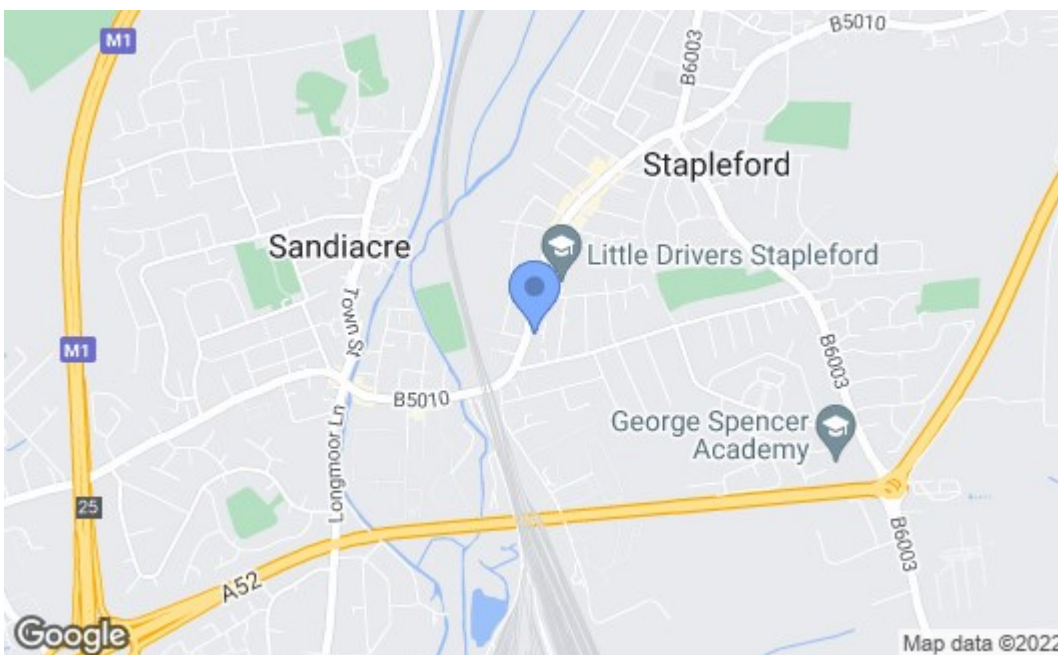 M1
B6003
B5010
Stapleford
Sandiacre
Little Drivers Stapleford
Town St
M1
B6003
B5010
Longmoor Ln
George Spencer
Academy
25
A52
B6003
Google
Map data ©2022